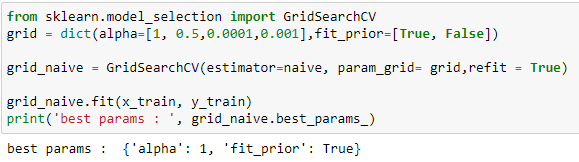 from sklearn.model_selection import GridSearchCV
grid = dict(alpha=[1, 0.5,0.0001,0.001],fit_prior=[True, False])
grid_naive = GridSearchCV(estimator=naive, param_grid= grid,refit = True)
grid_naive.fit(x_train, y_train)
print('best params : ', grid_naive.best_params_)
best params :  {'alpha': 1, 'fit_prior': True}